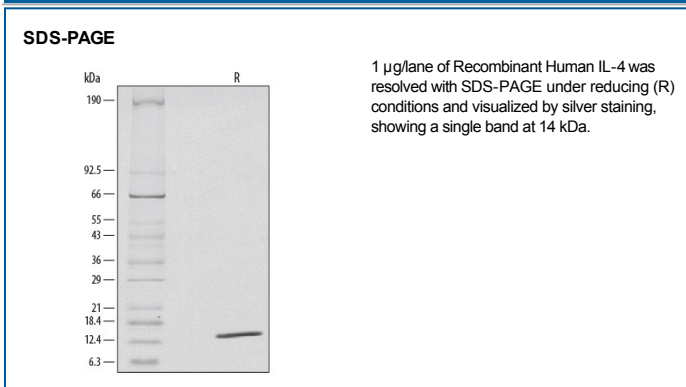 SDS-PAGE
kDa R
190
92.5
66
55
43
36
29
21
18.4
12.4
6.3
1 µg/lane of Recombinant Human IL-4 was
resolved with SDS-PAGE under reducing (R)
conditions and visualized by silver staining,
showing a single band at 14 kDa.